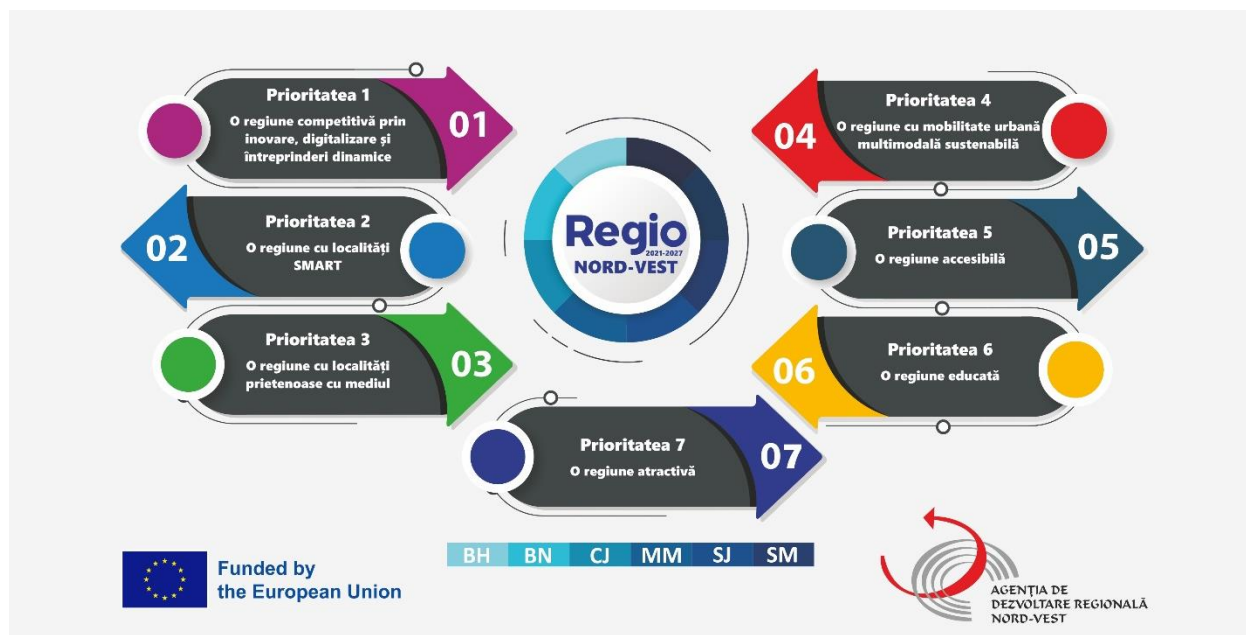 Prioritatea 1
O regiune competitivă prin
inovare, digitalizare și
întreprinderi dinamice
01
Prioritatea 2
O regiune cu localități
SMART
02
Prioritatea 3
O regiune cu localități
prietenoase cu mediul
03
Regio
2021-2027
NORD-VEST
Prioritatea 4
O regiune cu mobilitate urbană
multimodală sustenabilă
04
Prioritatea 5
O regiune accesibilă
05
Prioritatea 6
O regiune educată
06
Prioritatea 7
O regiune atractivă
07
BH BN CJ MM SJ SM
Funded by
the European Union
AGENȚIA DE
DEZVOLTARE REGIONALĂ
NORD-VEST